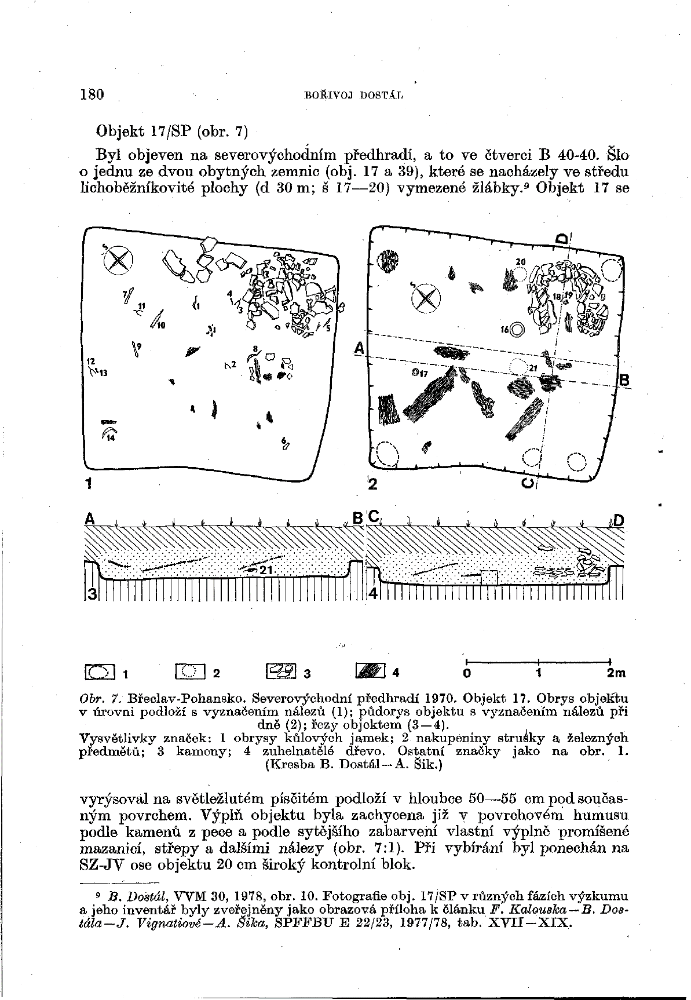 180
BOŘIVOJ DOSTÁL
Objekt 17/SP (obr. 7)
Byl objeven na severovýchodním předhradí, a to ve čtverci B 40-40. Šlo
o jednu ze dvou obytných zemnic (obj. 17 a 39), které se nacházely ve středu
lichoběžníkovité plochy (d 30 m; š 17—20) vymezené žlábky.⁹ Objekt 17 se
S
7
11
10
1
4
3
5
9
8
2
12
13
14
6
1
D
20
S
18
19
16
A
21
17
B
2
C
A
B
C
D
21
3
4
1
2
3
4
0
1
2m
Obr. 7. Břeclav-Pohansko. Severovýchodní předhradí 1970. Objekt 17. Obrys objektu
v úrovni podloží s vyznačením nálezů (1); půdorys objektu s vyznačením nálezů při
dně (2); řezy objektem (3—4).
Vysvětlivky značek: 1 obrysy kůlových jamek; 2 nakupeniny strusky a železných
předmětů; 3 kameny; 4 zuhelnatělé dřevo. Ostatní značky jako na obr. 1.
(Kresba B. Dostál—A. Šik.)
vyrýsoval na světležlutém písčitém podloží v hloubce 50—55 cm pod součas-
ným povrchem. Výplň objektu byla zachycena již v povrchovém humusu
podle kamenů z pece a podle sytějšího zabarvení vlastní výplně promíšené
mazanicí, střepy a dalšími nálezy (obr. 7:1). Při vybírání byl ponechán na
SZ-JV ose objektu 20 cm široký kontrolní blok.
⁹ B. Dostál, VVM 30, 1978, obr. 10. Fotografie obj. 17/SP v různých fázích výzkumu
a jeho inventář byly zveřejněny jako obrazová příloha k článku F. Kalouska—B. Dos-
tála—J. Vignatiové—A. Šika, SPFFBU E 22/23, 1977/78, tab. XVII—XIX.